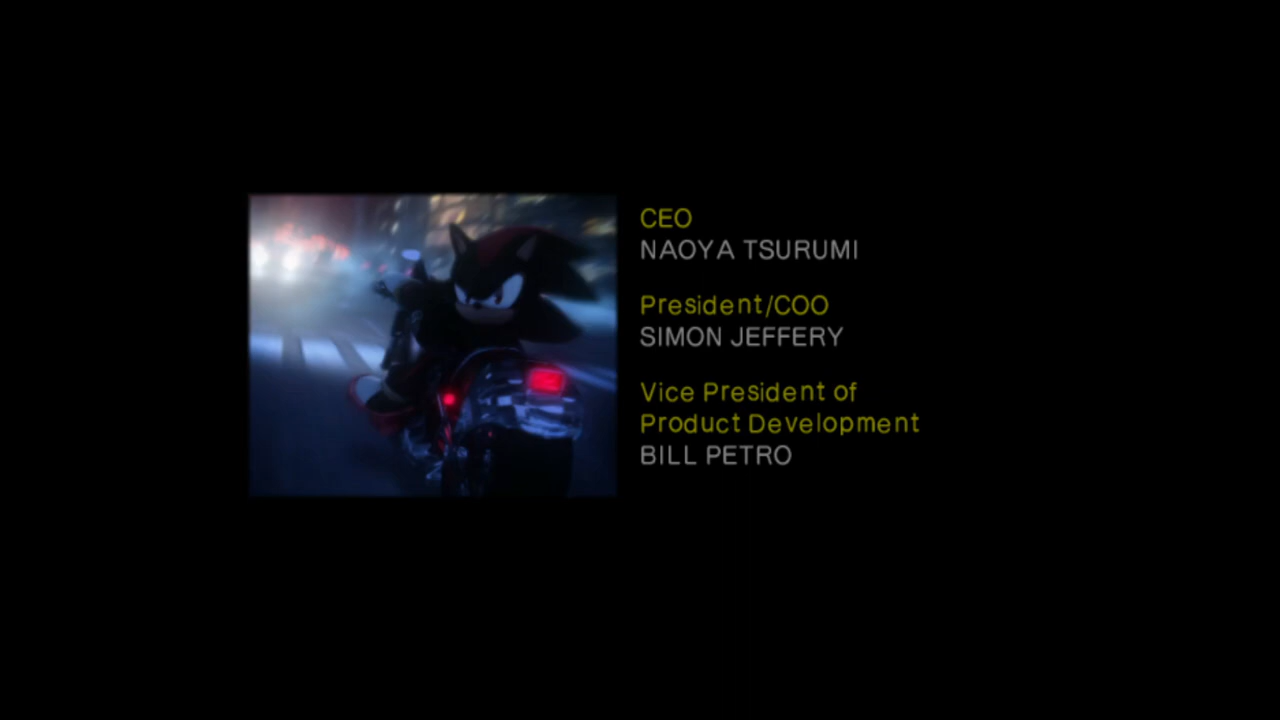 CEO
NAOYA TSURUMI
President/COO
SIMON JEFFERY
Vice President of
Product Development
BILL PETRO